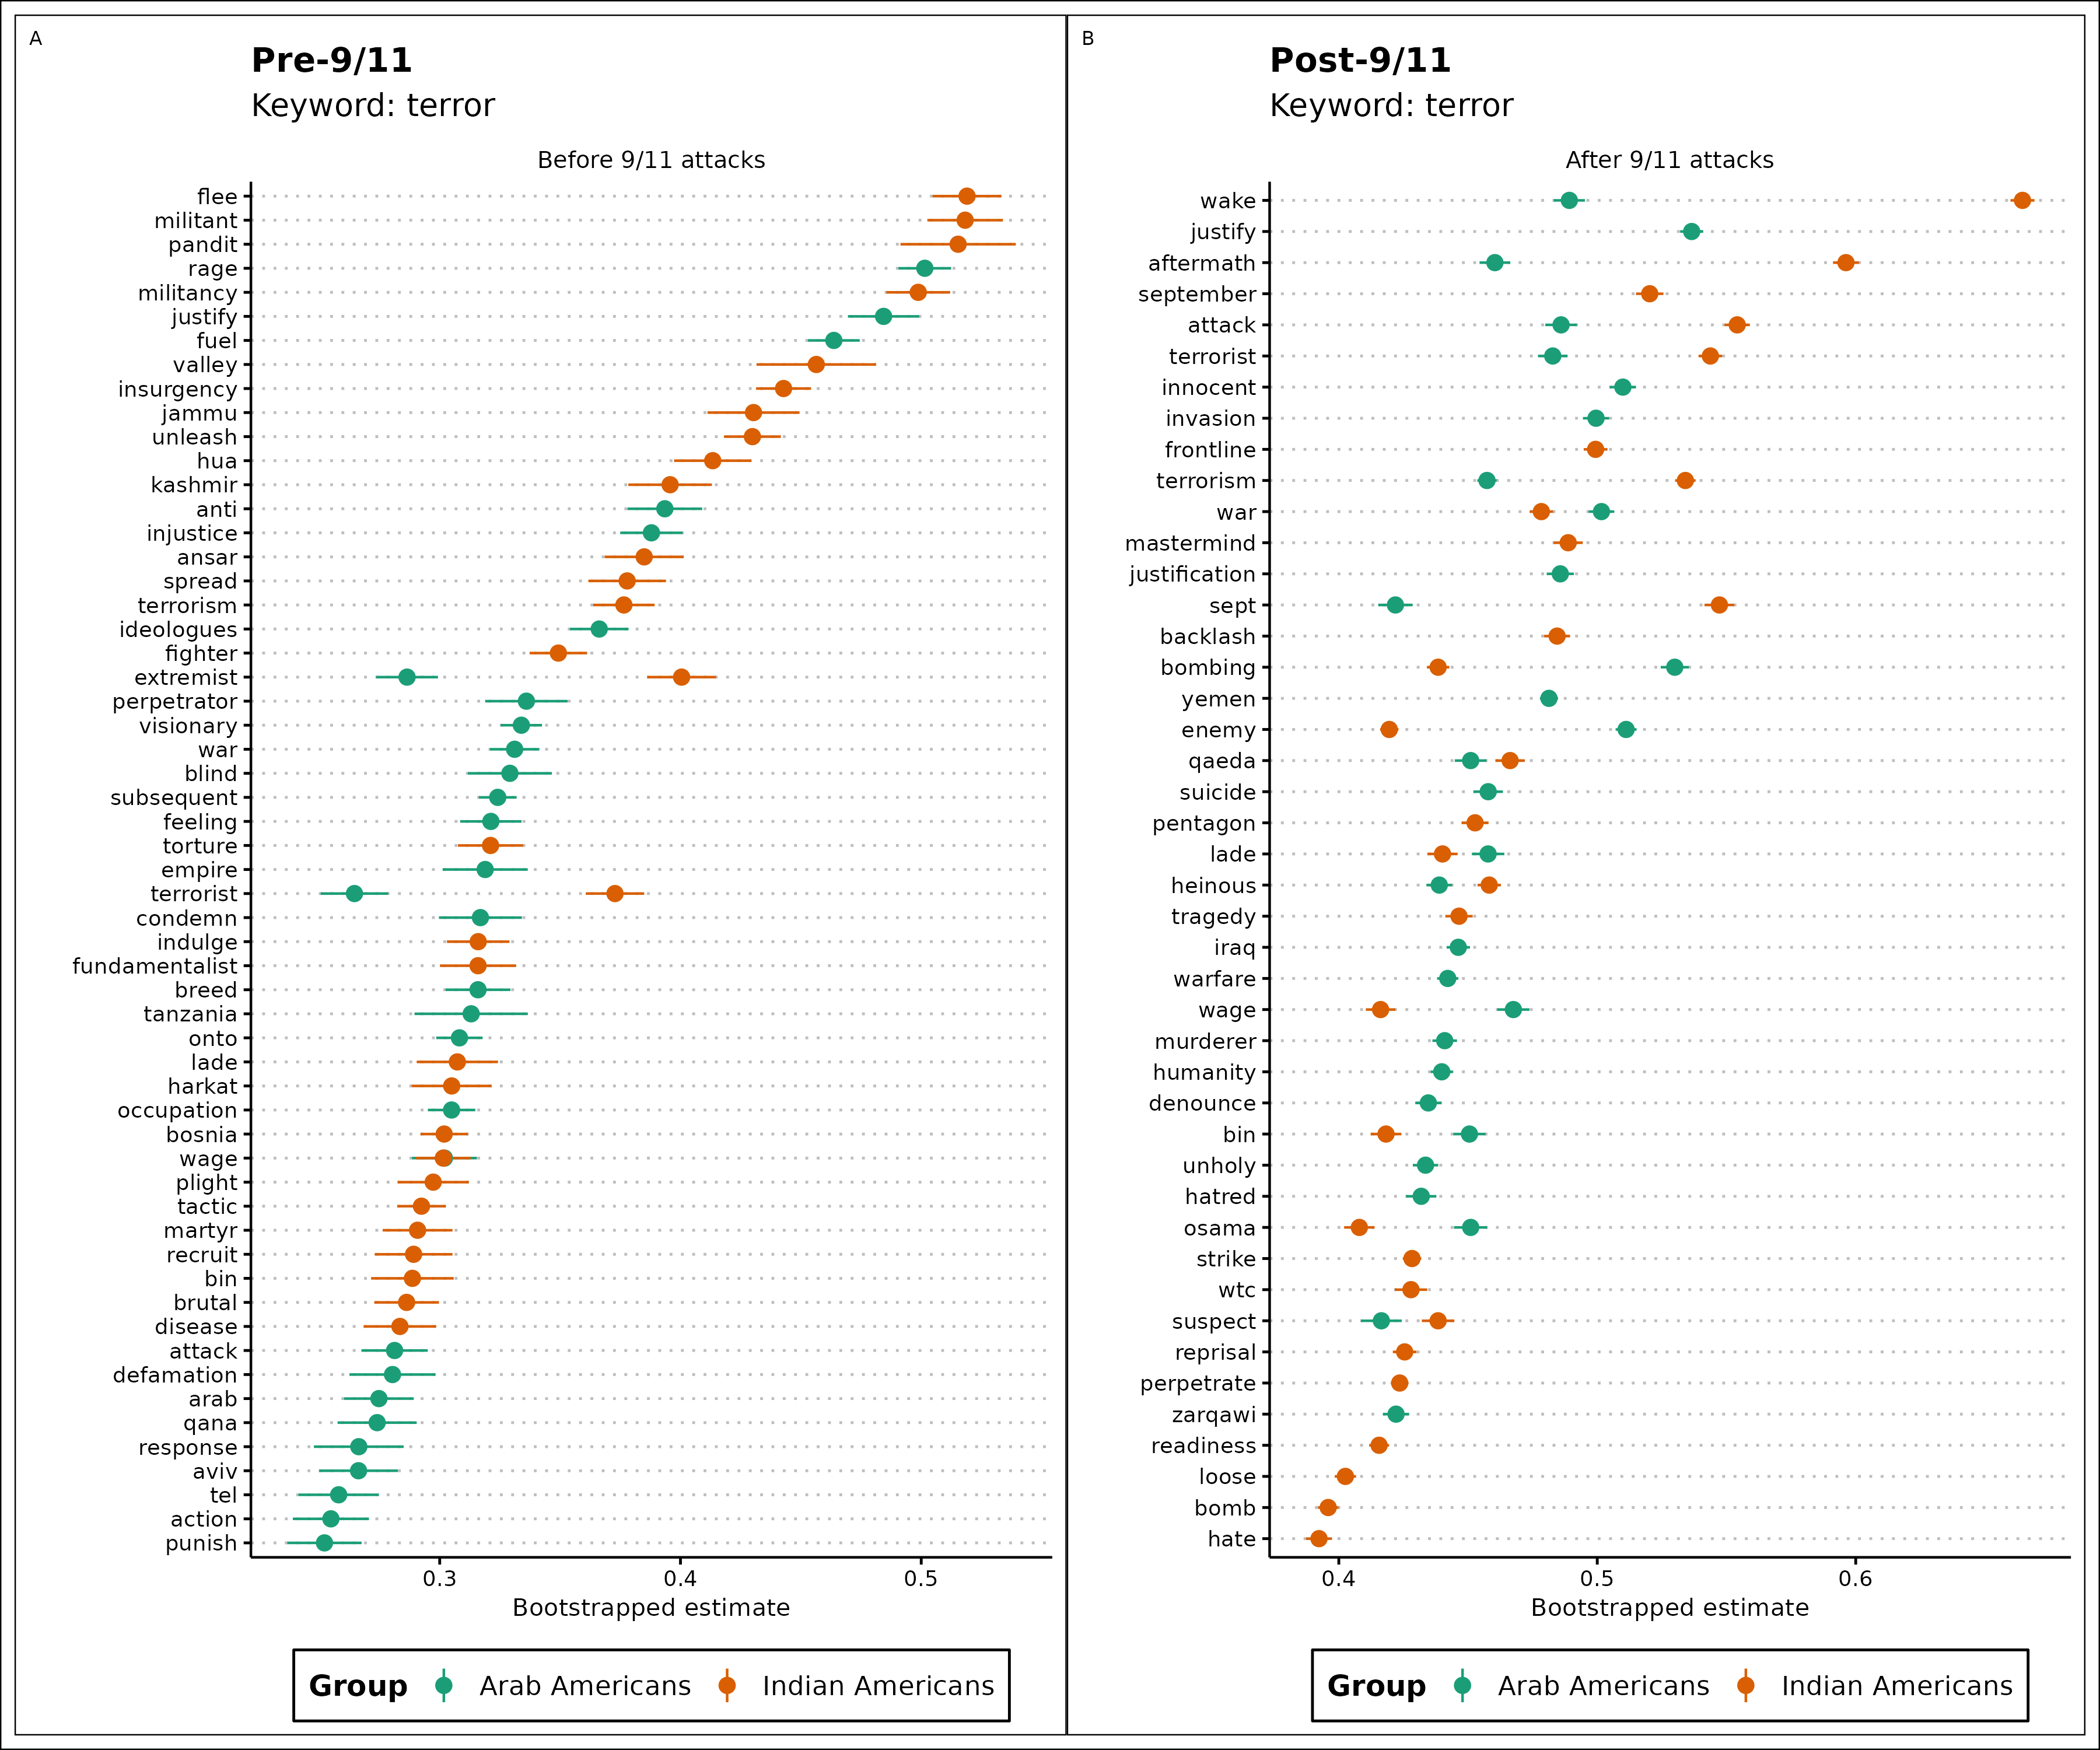 A
Pre-9/11
Keyword: terror
Before 9/11 attacks
flee
militant
pandit
rage
militancy
justify
fuel
valley
insurgency
jammu
unleash
hua
kashmir
anti
injustice
ansar
spread
terrorism
ideologues
fighter
extremist
perpetrator
visionary
war
blind
subsequent
feeling
torture
empire
terrorist
condemn
indulge
fundamentalist
breed
tanzania
onto
lade
harkat
occupation
bosnia
wage
plight
tactic
martyr
recruit
bin
brutal
disease
attack
defamation
arab
qana
response
aviv
tel
action
punish
0.3 0.4 0.5
Bootstrapped estimate
Group Arab Americans Indian Americans
B
Post-9/11
Keyword: terror
After 9/11 attacks
wake
justify
aftermath
september
attack
terrorist
innocent
invasion
frontline
terrorism
war
mastermind
justification
sept
backlash
bombing
yemen
enemy
qaeda
suicide
pentagon
lade
heinous
tragedy
iraq
warfare
wage
murderer
humanity
denounce
bin
unholy
hatred
osama
strike
wtc
suspect
reprisal
perpetrate
zarqawi
readiness
loose
bomb
hate
0.4 0.5 0.6
Bootstrapped estimate
Group Arab Americans Indian Americans